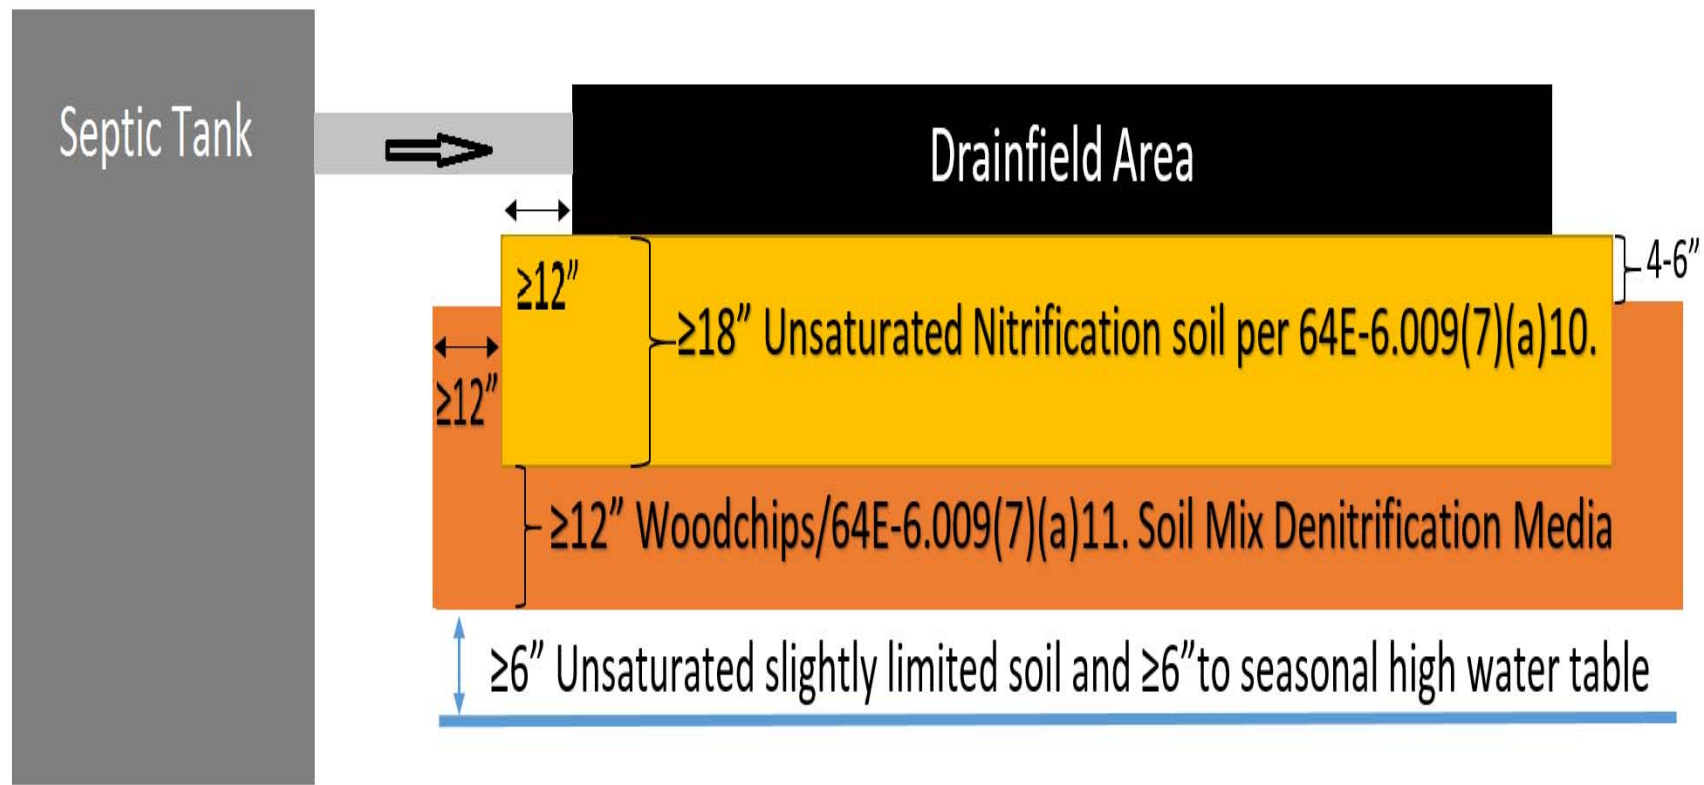 Septic Tank
Drainfield Area
4-6”
≥12”
≥18” Unsaturated Nitrification soil per 64E-6.009(7)(a)10.
≥12”
≥12” Woodchips/64E-6.009(7)(a)11. Soil Mix Denitrification Media
≥6” Unsaturated slightly limited soil and ≥6”to seasonal high water table